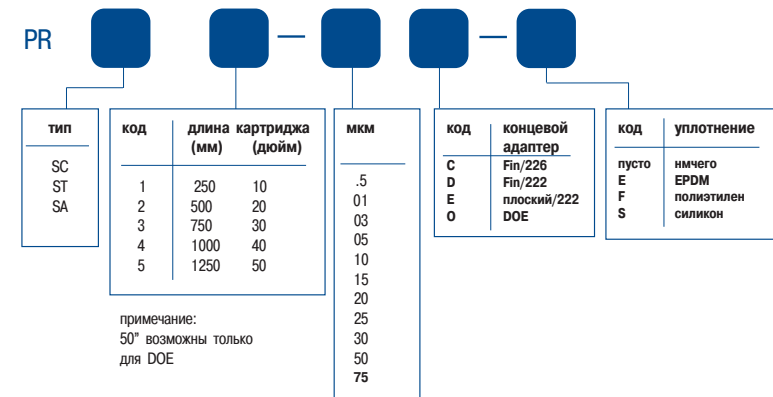 PR
тип
SC
ST
SA
код длина картриджа
(мм) (дюйм)
1 250 10
2 500 20
3 750 30
4 1000 40
5 1250 50
примечание:
50” возможны только
для DOE
мкм
.5
01
03
05
10
15
20
25
30
50
75
код концевой
адаптер
C Fin/226
D Fin/222
E плоский/222
O DOE
код уплотнение
пусто нмчего
E EPDM
F полиэтилен
S силикон